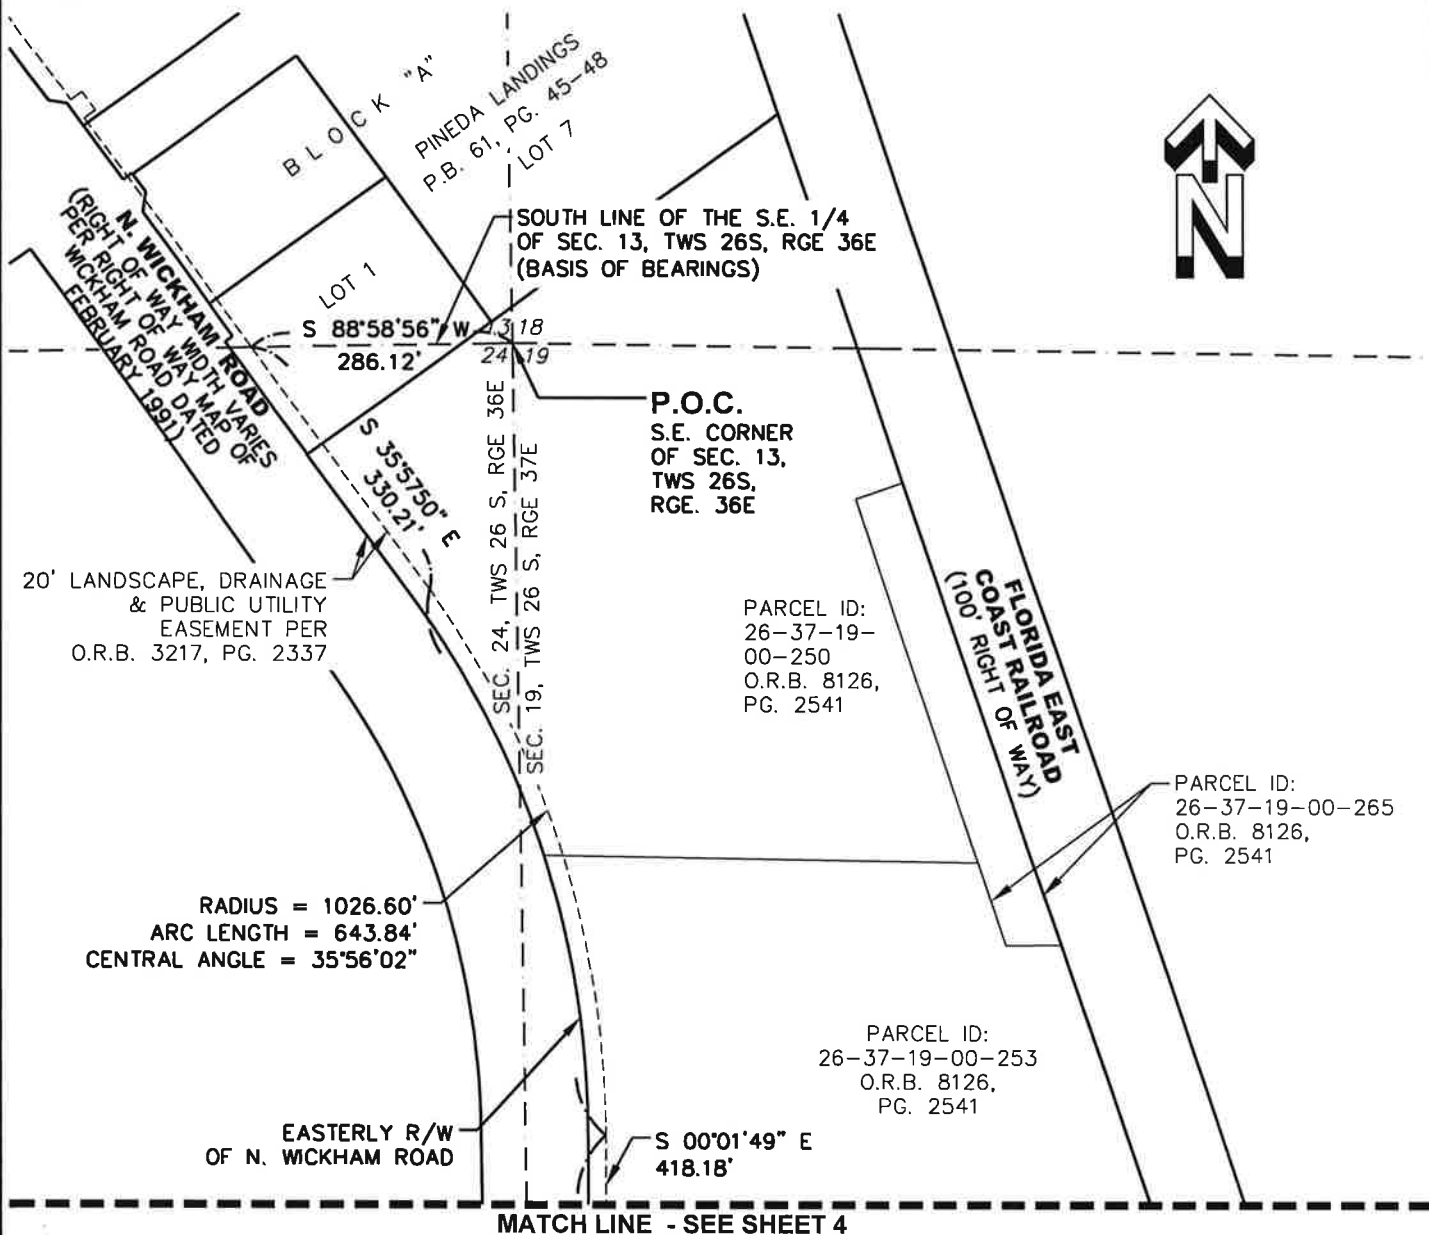 BLOCK "A"
PINEDA LANDINGS
P.B. 61, PG. 45-48
LOT 7
N
N. WICKHAM ROAD
(RIGHT OF WAY WIDTH VARIES
PER RIGHT OF WAY MAP OF
WICKHAM ROAD DATED
FEBRUARY 1991)
SOUTH LINE OF THE S.E. 1/4
OF SEC. 13, TWS 26S, RGE 36E
(BASIS OF BEARINGS)
LOT 1
S 88°58'56" W
286.12'
18
24 19
P.O.C.
S.E. CORNER
OF SEC. 13,
TWS 26S,
RGE. 36E
S 35°57'50" E
330.21'
SEC. 24, TWS 26 S, RGE 36E
SEC. 19, TWS 26 S, RGE 37E
20' LANDSCAPE, DRAINAGE
& PUBLIC UTILITY
EASEMENT PER
O.R.B. 3217, PG. 2337
PARCEL ID:
26-37-19-
00-250
O.R.B. 8126,
PG. 2541
FLORIDA EAST
COAST RAILROAD
(100' RIGHT OF WAY)
PARCEL ID:
26-37-19-00-265
O.R.B. 8126,
PG. 2541
RADIUS = 1026.60'
ARC LENGTH = 643.84'
CENTRAL ANGLE = 35°56'02"
PARCEL ID:
26-37-19-00-253
O.R.B. 8126,
PG. 2541
EASTERLY R/W
OF N. WICKHAM ROAD
S 00°01'49" E
418.18'
MATCH LINE - SEE SHEET 4